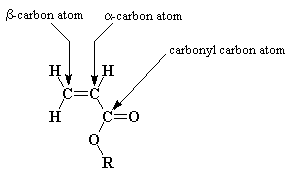 β-carbon atom α-carbon atom
carbonyl carbon atom
H H
C=C
H C=O
O
R